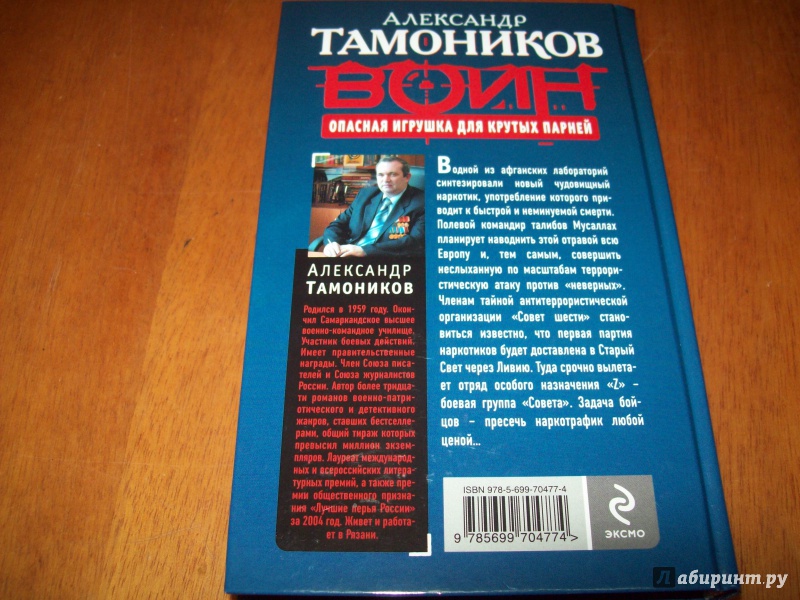 АЛЕКСАНДР
ТАМОНИКОВ
ВОИН
ОПАСНАЯ ИГРУШКА ДЛЯ КРУТЫХ ПАРНЕЙ
АЛЕКСАНДР
ТАМОНИКОВ
Родился в 1959 году. Окон-
чил Самаркандское высшее
военно-командное училище.
Участник боевых действий.
Имеет правительственные
награды. Член Союза писа-
телей и Союза журналистов
России. Автор более тридца-
ти романов военно-патри-
отического и детективного
жанров, ставших бестселле-
рами, общий тираж которых
превысил миллион экзем-
пляров. Лауреат международ-
ных и всероссийских литера-
турных премий, а также пре-
мии общественного призна-
ния «Лучшие перья России»
за 2004 год. Живет и работа-
ет в Рязани.
В одной из афганских лабораторий
синтезировали новый чудовищный
наркотик, употребление которого при-
водит к быстрой и неминуемой смерти.
Полевой командир талибов Мусаллах
планирует наводнить этой отравой всю
Европу и, тем самым, совершить
неслыханную по масштабам террори-
стическую атаку против «неверных».
Членам тайной антитеррористической
организации «Совет шести» стано-
виться известно, что первая партия
наркотиков будет доставлена в Старый
Свет через Ливию. Туда срочно вылета-
ет отряд особого назначения «Z» –
боевая группа «Совета». Задача бой-
цов – пресечь наркотрафик любой
ценой...
ISBN 978-5-699-70477-4
9 785699 704774 >
ЭКСМО
Лабиринт.ру